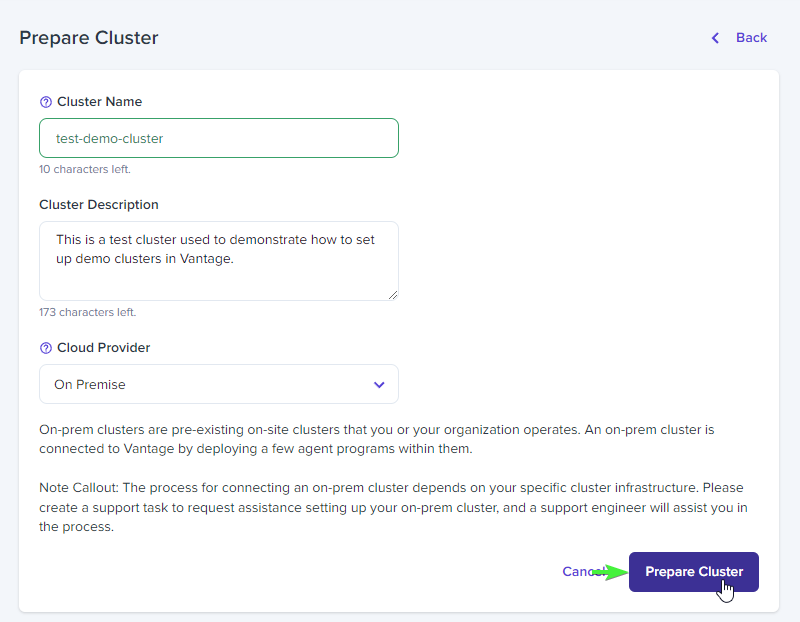 Prepare Cluster
Back
Cluster Name
test-demo-cluster
10 characters left.
Cluster Description
This is a test cluster used to demonstrate how to set
up demo clusters in Vantage.
173 characters left.
Cloud Provider
On Premise
On-prem clusters are pre-existing on-site clusters that you or your organization operates. An on-prem cluster is
connected to Vantage by deploying a few agent programs within them.
Note Callout: The process for connecting an on-prem cluster depends on your specific cluster infrastructure. Please
create a support task to request assistance setting up your on-prem cluster, and a support engineer will assist you in
the process.
Cancel
Prepare Cluster